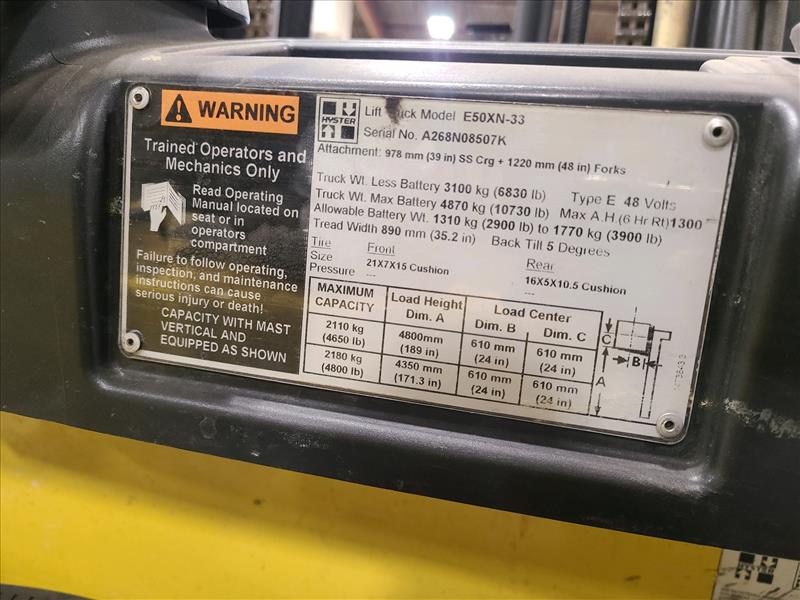 WARNING
Trained Operators and
Mechanics Only
Read Operating
Manual located on
seat or in
operators
compartment
Failure to follow operating,
inspection, and maintenance
instructions can cause
serious injury or death!
CAPACITY WITH MAST
VERTICAL AND
EQUIPPED AS SHOWN
HYSTER
Lift Truck Model E50XN-33
Serial No. A268N08507K
Attachment: 978 mm (39 in) SS Crg + 1220 mm (48 in) Forks
Truck Wt. Less Battery 3100 kg (6830 lb) Type E 48 Volts
Truck Wt. Max Battery 4870 kg (10730 lb) Max A.H.(6 Hr Rt)1300
Allowable Battery Wt. 1310 kg (2900 lb) to 1770 kg (3900 lb)
Tread Width 890 mm (35.2 in) Back Tilt 5 Degrees
Tire Front Rear
Size 21X7X15 Cushion 16X5X10.5 Cushion
Pressure --- ---
MAXIMUM CAPACITY Load Height Dim. A Load Center Dim. B Dim. C
2110 kg (4650 lb) 4800mm (189 in) 610 mm (24 in) 610 mm (24 in)
2180 kg (4800 lb) 4350 mm (171.3 in) 610 mm (24 in) 610 mm (24 in)
C
B
A
HYSTER